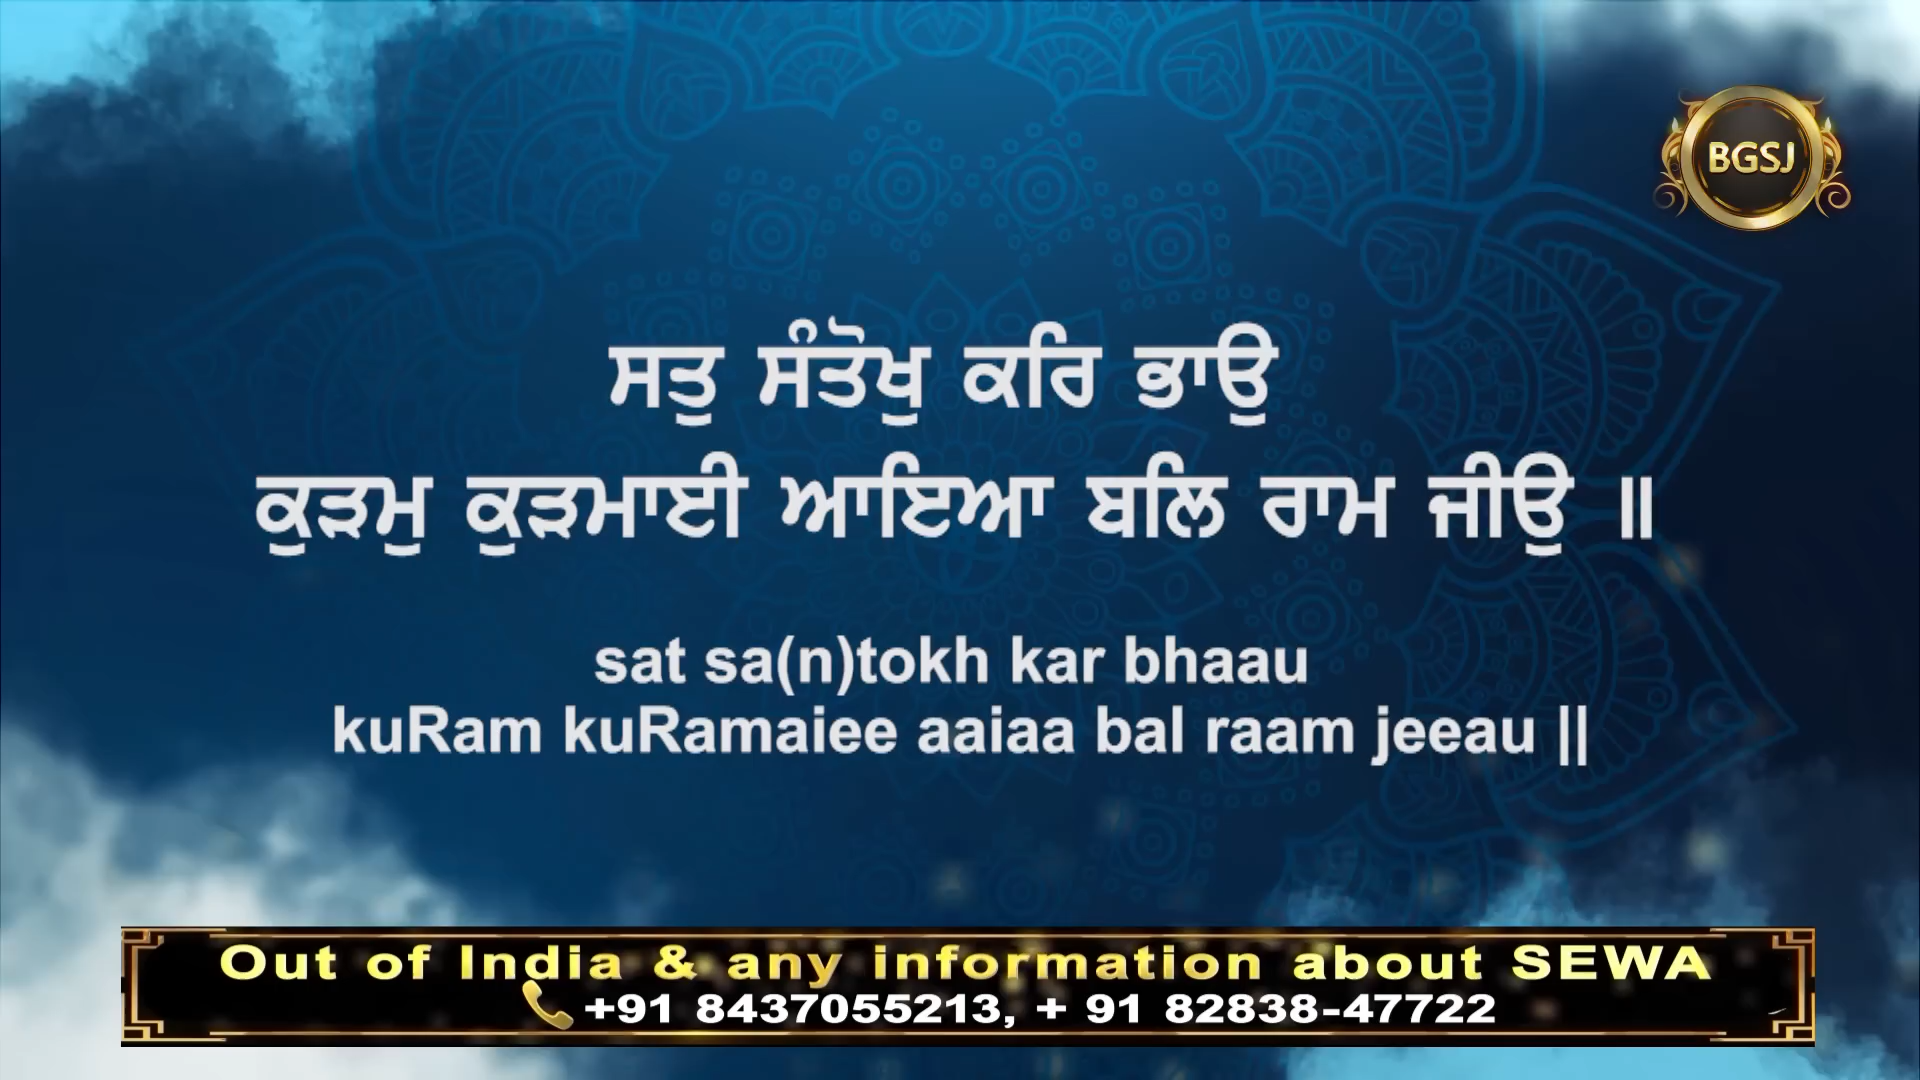 BGSJ
ਸਤੁ ਸੰਤੋਖੁ ਕਰਿ ਭਾਉ
ਕੁੜਮੁ ਕੁੜਮਾਈ ਆਇਆ ਬਲਿ ਰਾਮ ਜੀਉ ॥
sat sa(n)tokh kar bhaau
kuRam kuRamaiee aaiaa bal raam jeeau ||
Out of India & any information about SEWA
+91 8437055213, + 91 82838-47722